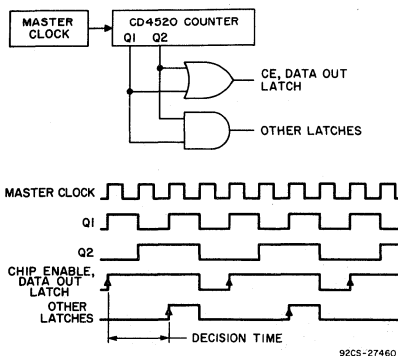 MASTER
CLOCK
CD4520 COUNTER
Q1 Q2
CE, DATA OUT
LATCH
OTHER LATCHES
MASTER CLOCK
Q1
Q2
CHIP ENABLE,
DATA OUT
LATCH
OTHER
LATCHES
DECISION TIME
92CS-27460